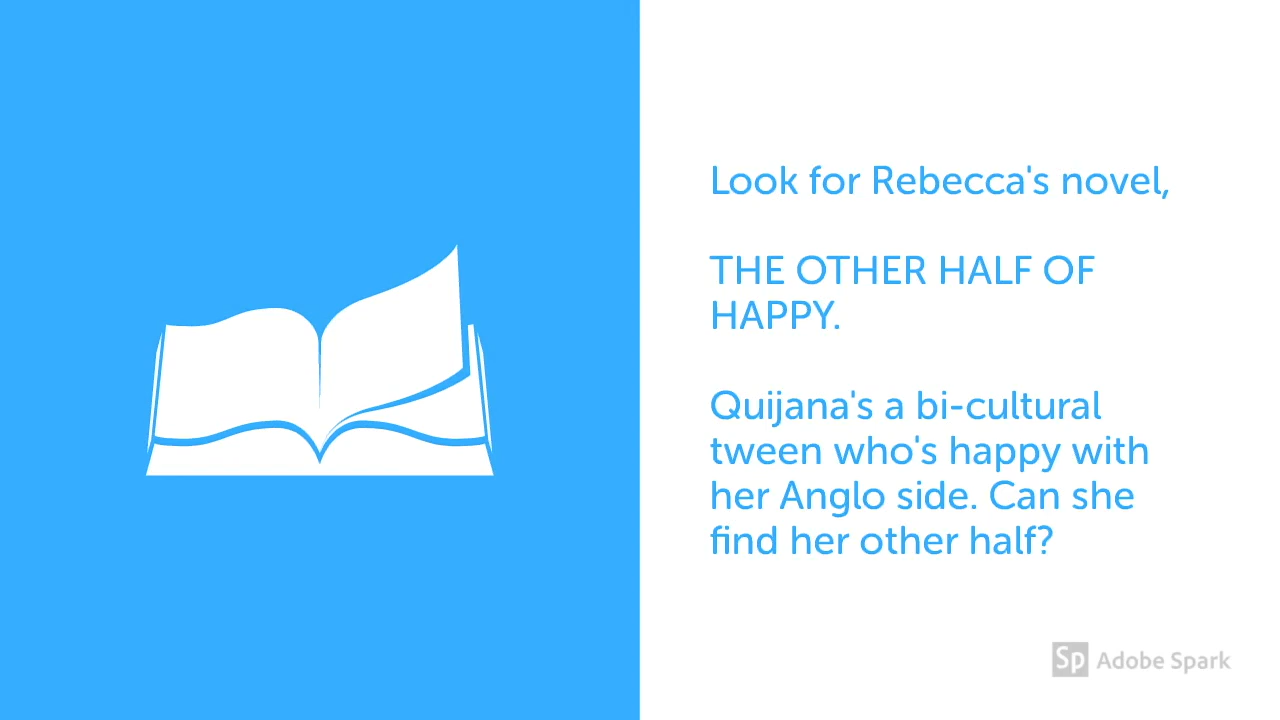 Look for Rebecca's novel,
THE OTHER HALF OF
HAPPY.
Quijana's a bi-cultural
tween who's happy with
her Anglo side. Can she
find her other half?
Sp Adobe Spark